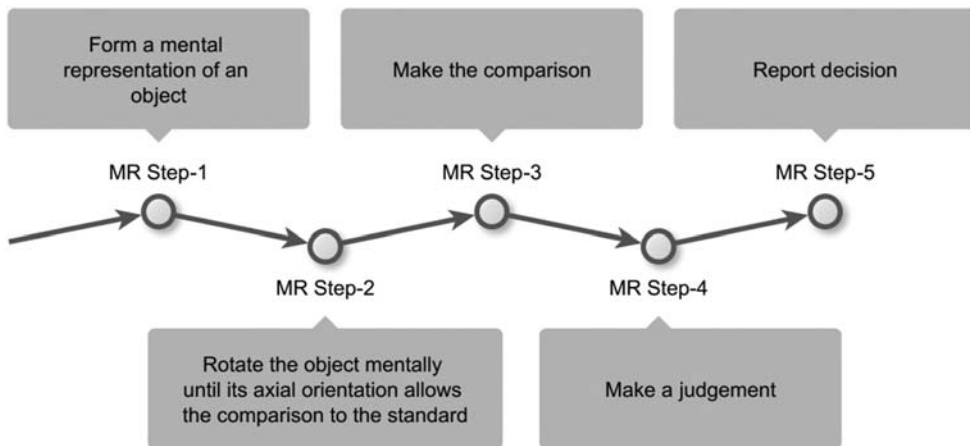 Form a mental
representation of an
object
Make the comparison
Report decision
MR Step-1
MR Step-3
MR Step-5
MR Step-2
MR Step-4
Rotate the object mentally
until its axial orientation allows
the comparison to the standard
Make a judgement